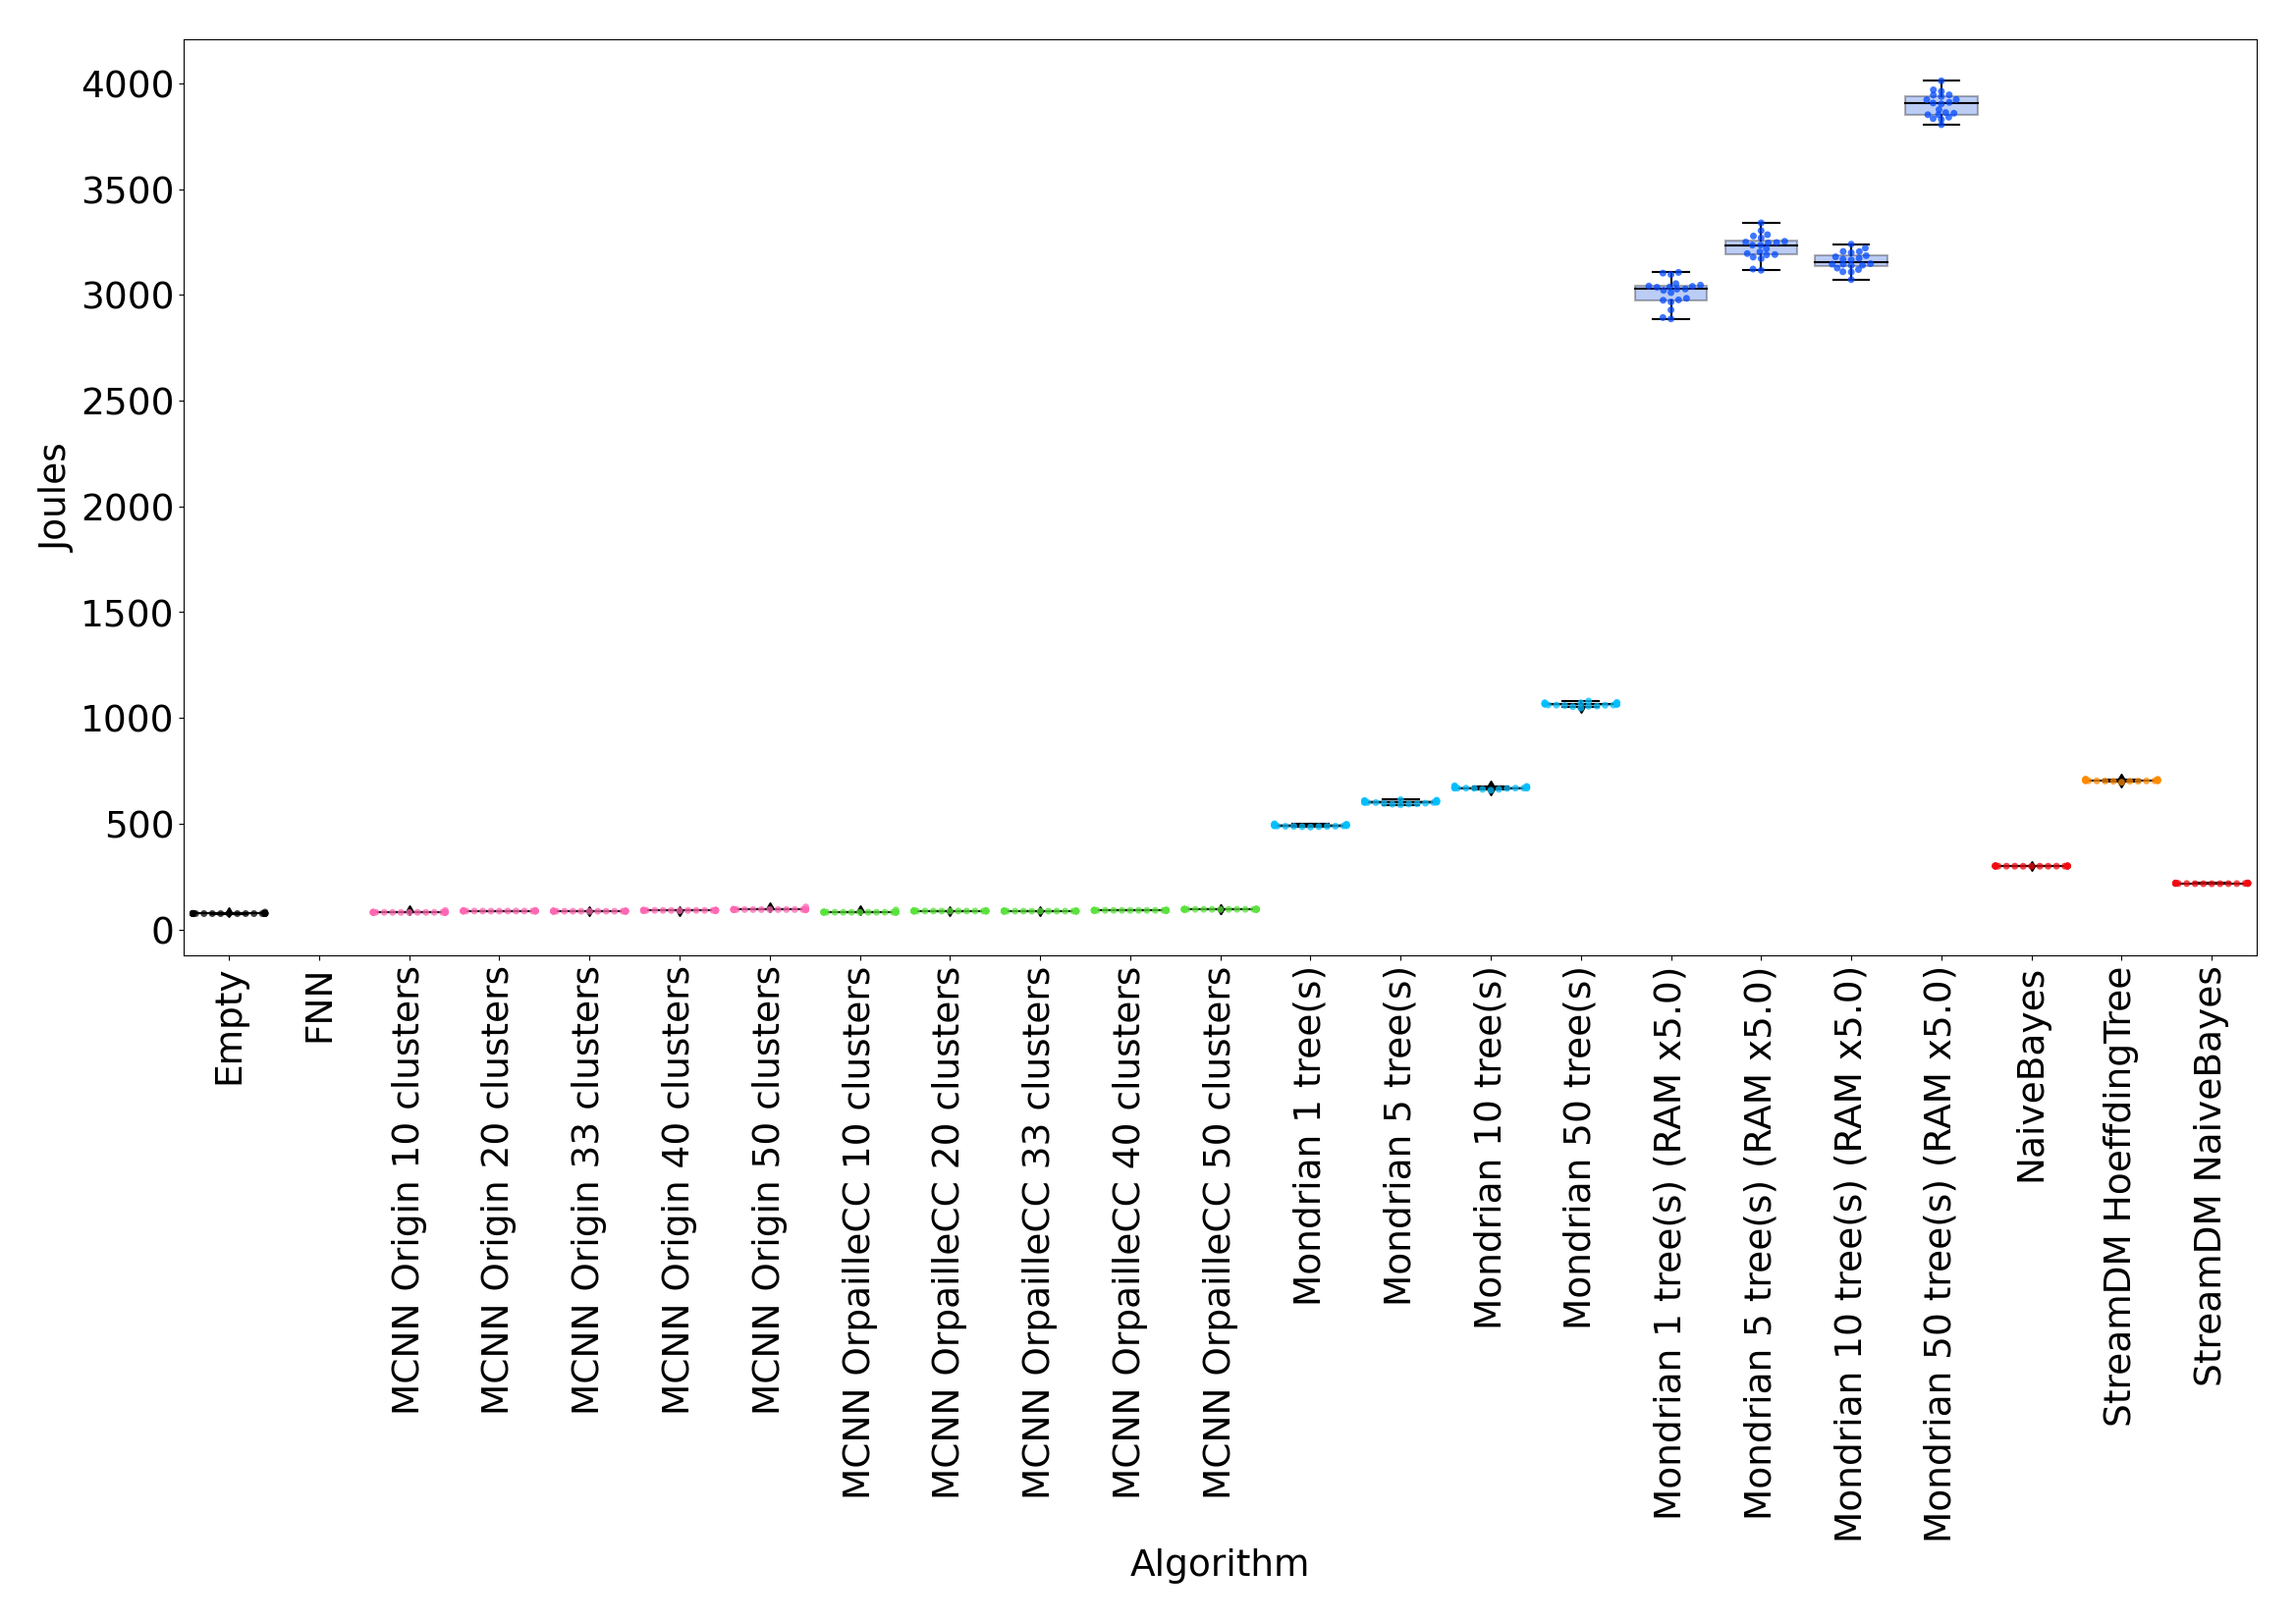 4000
3500
3000
2500
2000
1500
1000
500
0
Joules
Empty
FNN
MCNN Origin 10 clusters
MCNN Origin 20 clusters
MCNN Origin 33 clusters
MCNN Origin 40 clusters
MCNN Origin 50 clusters
MCNN OrpailleCC 10 clusters
MCNN OrpailleCC 20 clusters
MCNN OrpailleCC 33 clusters
MCNN OrpailleCC 40 clusters
MCNN OrpailleCC 50 clusters
Mondrian 1 tree(s)
Mondrian 5 tree(s)
Mondrian 10 tree(s)
Mondrian 50 tree(s)
Mondrian 1 tree(s) (RAM x5.0)
Mondrian 5 tree(s) (RAM x5.0)
Mondrian 10 tree(s) (RAM x5.0)
Mondrian 50 tree(s) (RAM x5.0)
NaiveBayes
StreamDM HoeffdingTree
StreamDM NaiveBayes
Algorithm